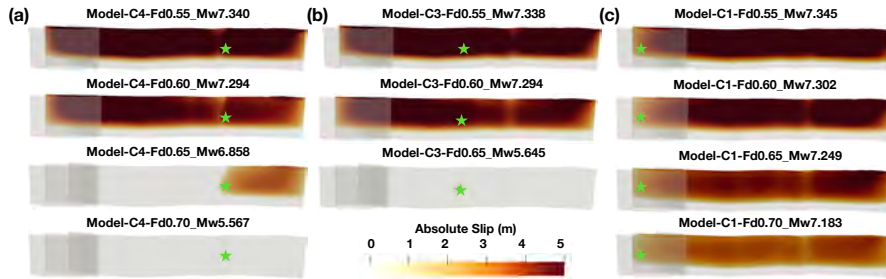 (a)
Model-C4-Fd0.55_Mw7.340
Model-C4-Fd0.60_Mw7.294
Model-C4-Fd0.65_Mw6.858
Model-C4-Fd0.70_Mw5.567
(b)
Model-C3-Fd0.55_Mw7.338
Model-C3-Fd0.60_Mw7.294
Model-C3-Fd0.65_Mw5.645
Absolute Slip (m)
0 1 2 3 4 5
(c)
Model-C1-Fd0.55_Mw7.345
Model-C1-Fd0.60_Mw7.302
Model-C1-Fd0.65_Mw7.249
Model-C1-Fd0.70_Mw7.183